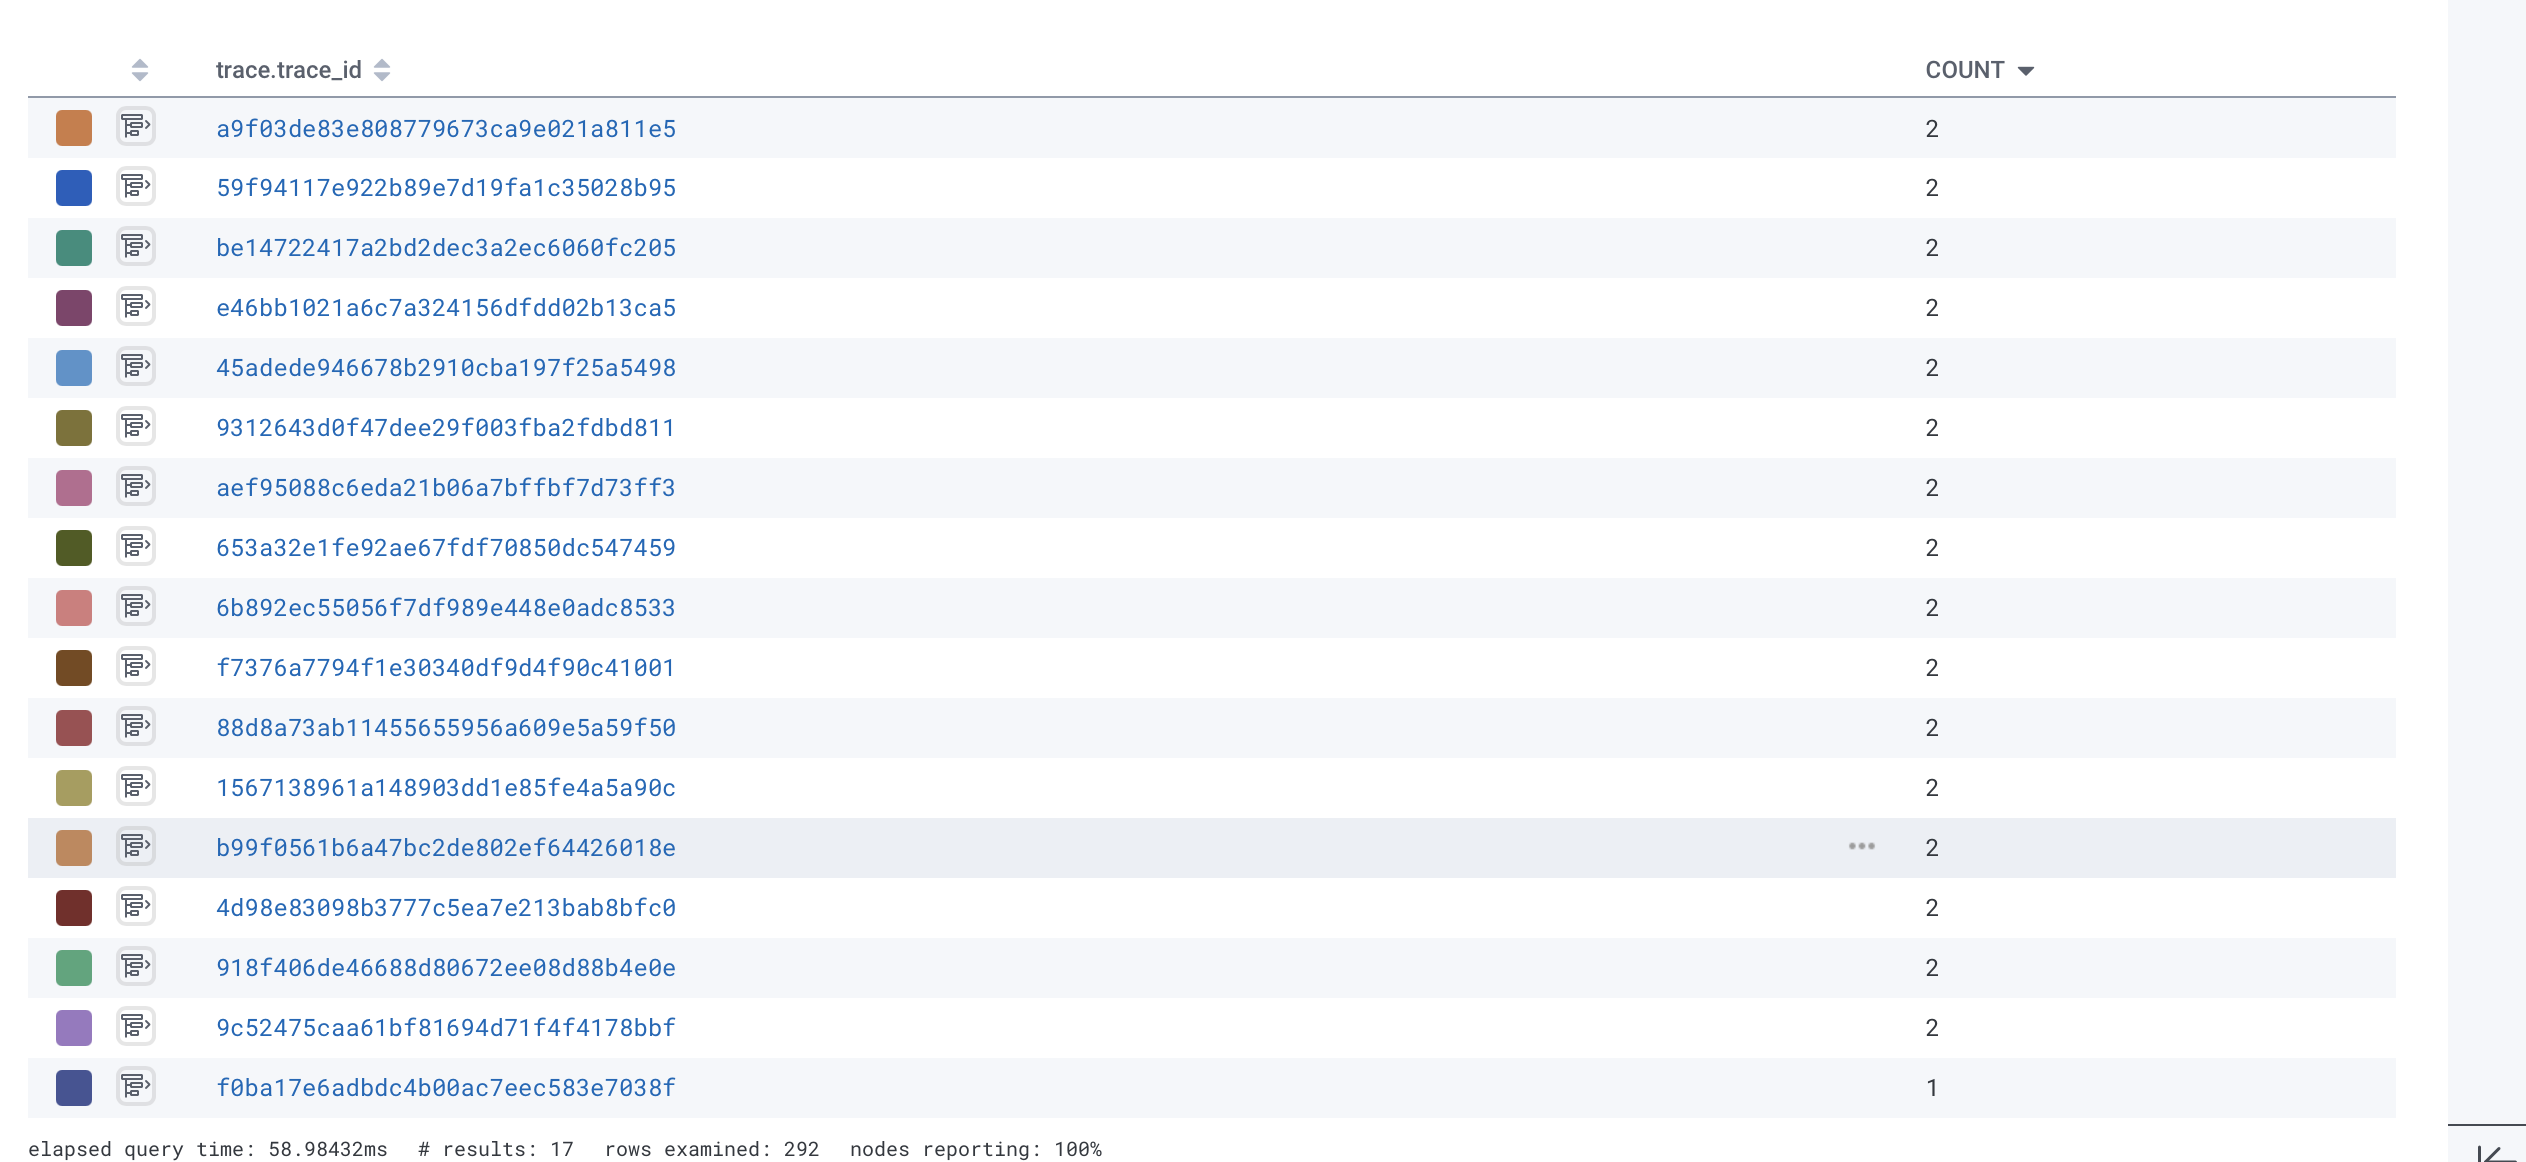 trace.trace_id COUNT
a9f03de83e808779673ca9e021a811e5 2
59f94117e922b89e7d19fa1c35028b95 2
be14722417a2bd2dec3a2ec6060fc205 2
e46bb1021a6c7a324156dfdd02b13ca5 2
45adede946678b2910cba197f25a5498 2
9312643d0f47dee29f003fba2fdbd811 2
aef95088c6eda21b06a7bffbf7d73ff3 2
653a32e1fe92ae67fdf70850dc547459 2
6b892ec55056f7df989e448e0adc8533 2
f7376a7794f1e30340df9d4f90c41001 2
88d8a73ab11455655956a609e5a59f50 2
1567138961a148903dd1e85fe4a5a90c 2
b99f0561b6a47bc2de802ef64426018e 2
4d98e83098b3777c5ea7e213bab8bfc0 2
918f406de46688d80672ee08d88b4e0e 2
9c52475caa61bf81694d71f4f4178bbf 2
f0ba17e6adbdc4b00ac7eec583e7038f 1
elapsed query time: 58.98432ms # results: 17 rows examined: 292 nodes reporting: 100%